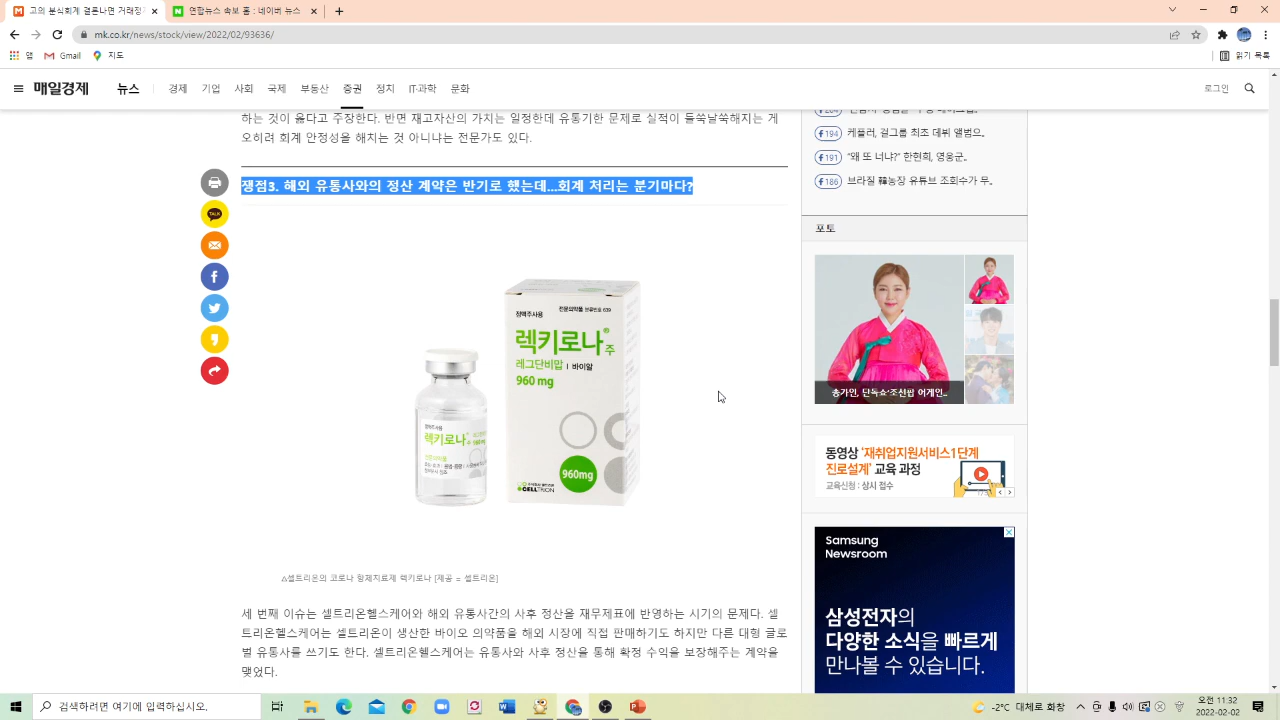 고의 분식회계 결론나면 거래정지
연합뉴스 속보 홈 : 네이버 뉴스
mk.co.kr/news/stock/view/2022/02/93636/
앱
Gmail
지도
읽기 목록
매일경제
뉴스
경제
기업
사회
국제
부동산
증권
정치
IT·과학
문화
로그인
하는 것이 옳다고 주장한다. 반면 재고자산의 가치는 일정한데 유통기한 문제로 실적이 들쑥날쑥해지는 게
오히려 회계 안정성을 해치는 것 아니냐는 전문가도 있다.
쟁점3. 해외 유통사와의 정산 계약은 반기로 했는데...회계 처리는 분기마다?
TALK
정맥주사용
전문의약품 분류번호 639
렉키로나® 주
레그단비맙 | 바이알
960 mg
960mg
CELLTRION
렉키로나
△셀트리온의 코로나 항체치료제 렉키로나 [제공 = 셀트리온]
세 번째 이슈는 셀트리온헬스케어와 해외 유통사간의 사후 정산을 재무제표에 반영하는 시기의 문제다. 셀
트리온헬스케어는 셀트리온이 생산한 바이오 의약품을 해외 시장에 직접 판매하기도 하지만 다른 대형 글로
벌 유통사를 쓰기도 한다. 셀트리온헬스케어는 유통사와 사후 정산을 통해 확정 수익을 보장해주는 계약을
맺었다.
194 케플러, 걸그룹 최초 데뷔 앨범으..
191 "왜 또 너냐?" 한현희, 영웅군..
186 브라질 韓농장 유튜브 조회수가 무..
포토
송가인, 단독쇼‘조선팝 어게인..
동영상 '재취업지원서비스1단계
진로설계' 교육 과정
교육신청 : 상시 접수
Samsung
Newsroom
삼성전자의
다양한 소식을 빠르게
만나볼 수 있습니다.
검색하려면 여기에 입력하십시오.
-2°C 대체로 화창
오전 11:32
2022-02-02